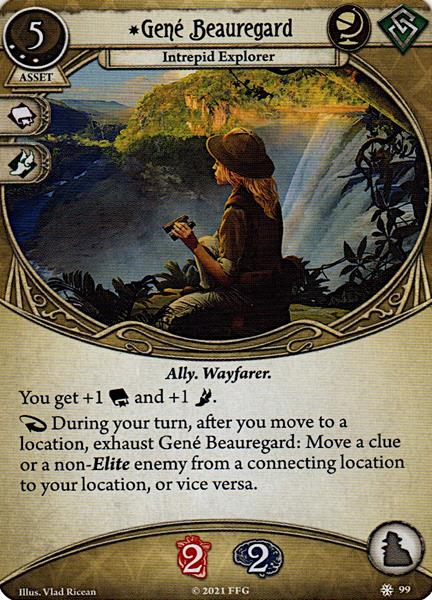 5
ASSET
Gené Beauregard
Intrepid Explorer
Ally. Wayfarer.
You get +1 and +1 .
During your turn, after you move to a
location, exhaust Gené Beauregard: Move a clue
or a non-Elite enemy from a connecting location
to your location, or vice versa.
2 2
Illus. Vlad Ricean © 2021 FFG 99